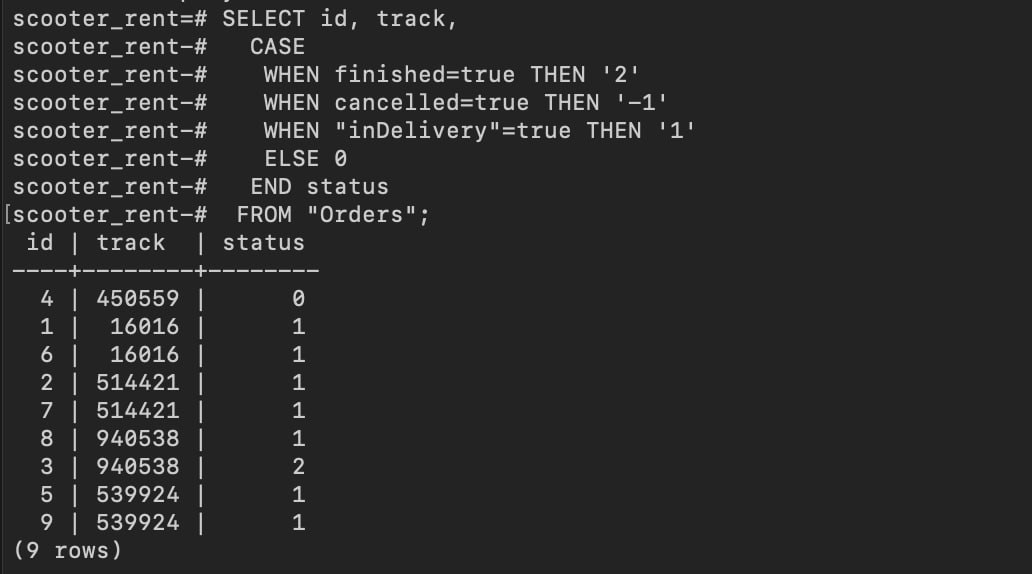 scooter_rent=# SELECT id, track,
scooter_rent-#   CASE
scooter_rent-#    WHEN finished=true THEN '2'
scooter_rent-#    WHEN cancelled=true THEN '-1'
scooter_rent-#    WHEN "inDelivery"=true THEN '1'
scooter_rent-#    ELSE 0
scooter_rent-#   END status
[scooter_rent-#  FROM "Orders";
 id | track  | status
----+--------+--------
  4 | 450559 |      0
  1 |  16016 |      1
  6 |  16016 |      1
  2 | 514421 |      1
  7 | 514421 |      1
  8 | 940538 |      1
  3 | 940538 |      2
  5 | 539924 |      1
  9 | 539924 |      1
(9 rows)